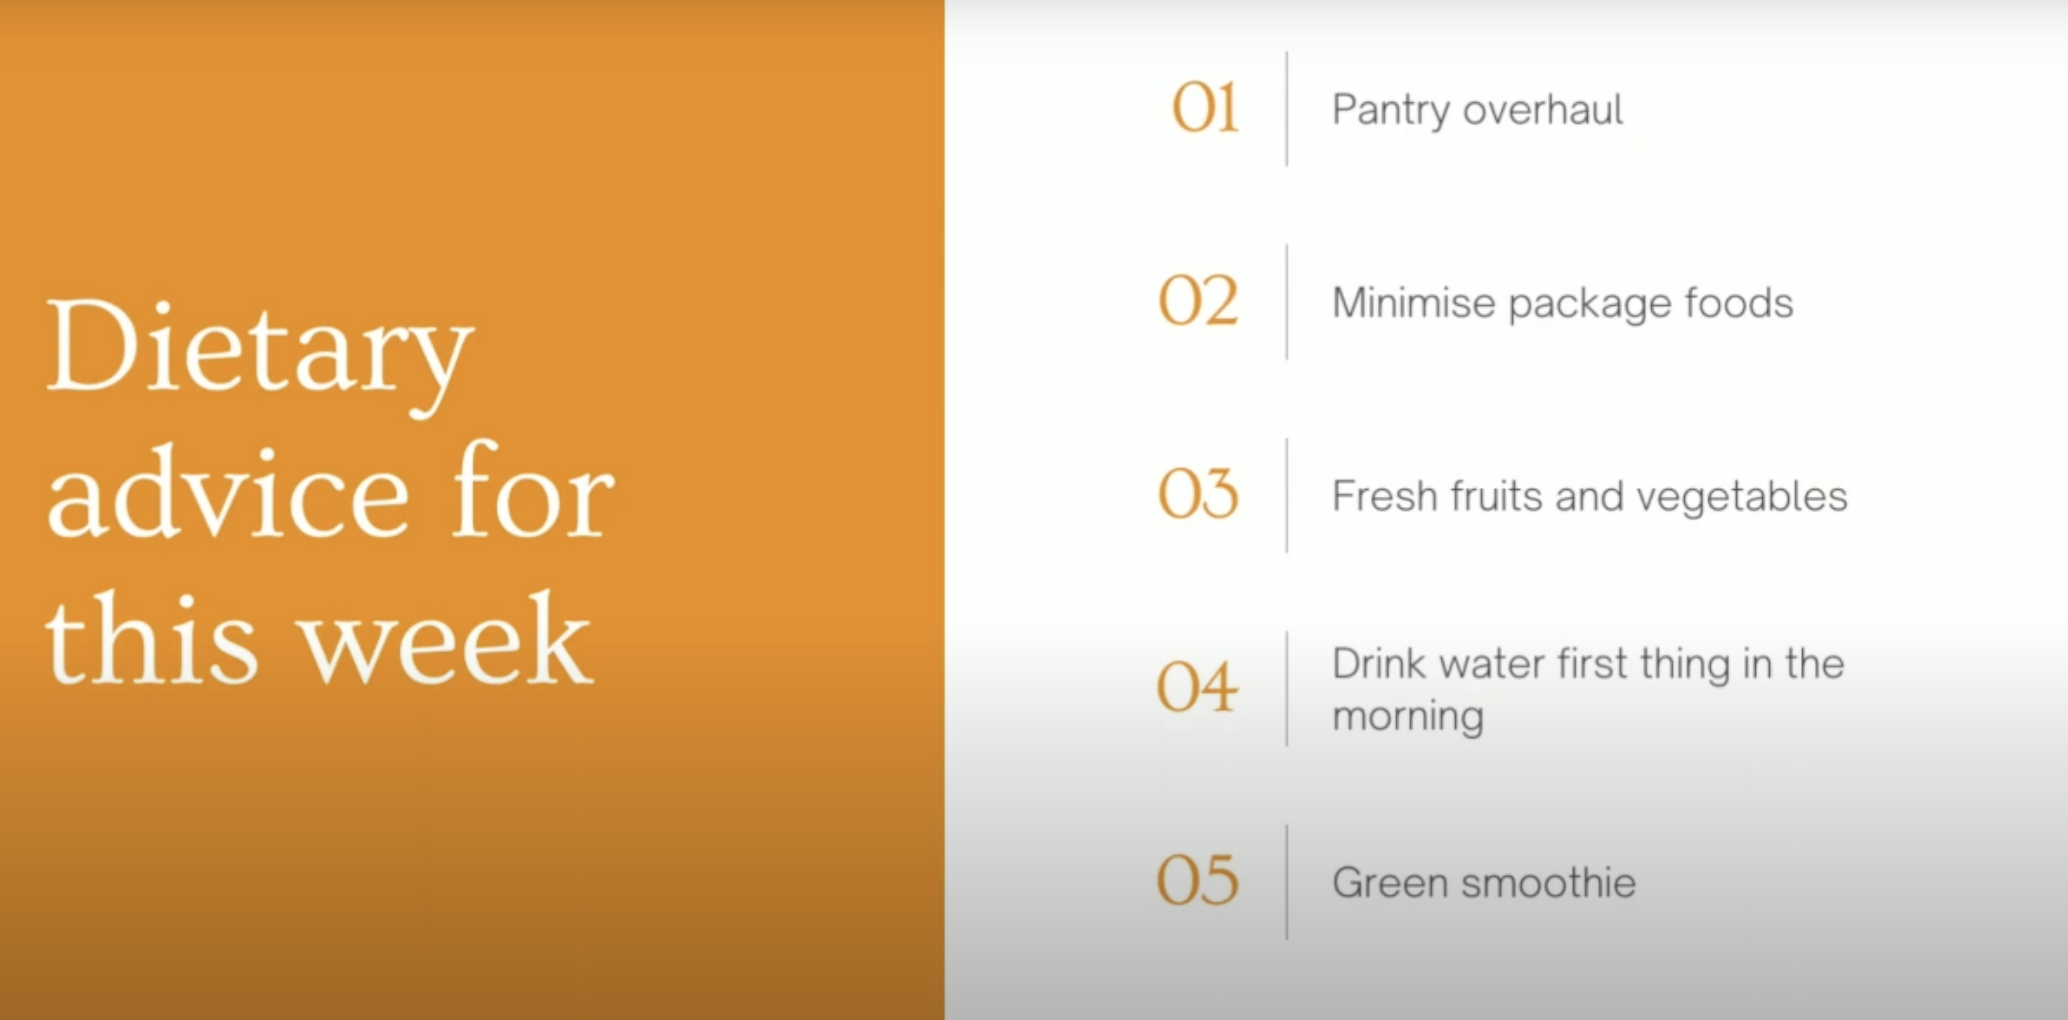 Dietary
advice for
this week
01
Pantry overhaul
02
Minimise package foods
03
Fresh fruits and vegetables
04
Drink water first thing in the
morning
05
Green smoothie